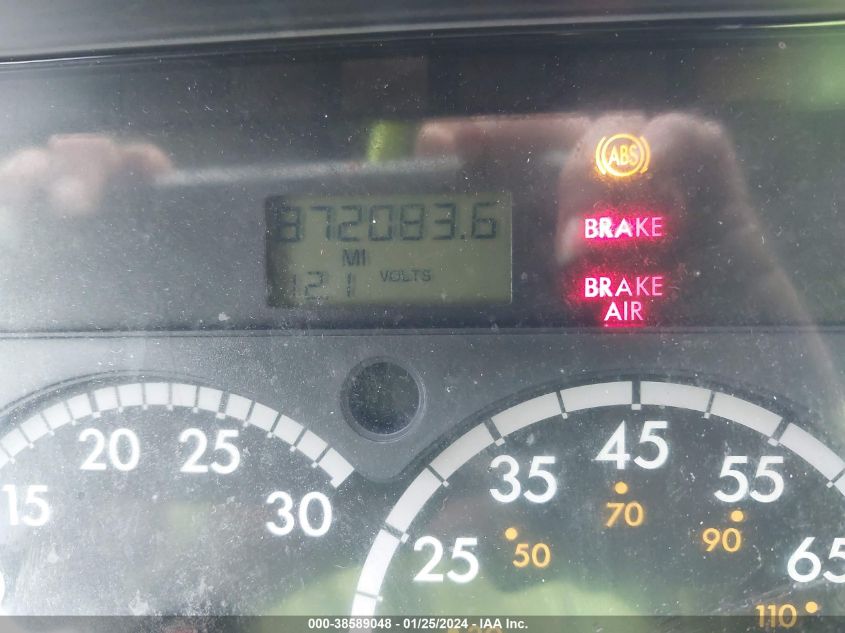 ABS
372083.6
BRAKE
MI
12.1 VOLTS
BRAKE
AIR
15 20 25 30
25 35 45 55 65
50 70 90 110
000-38589048 - 01/25/2024 - IAA Inc.